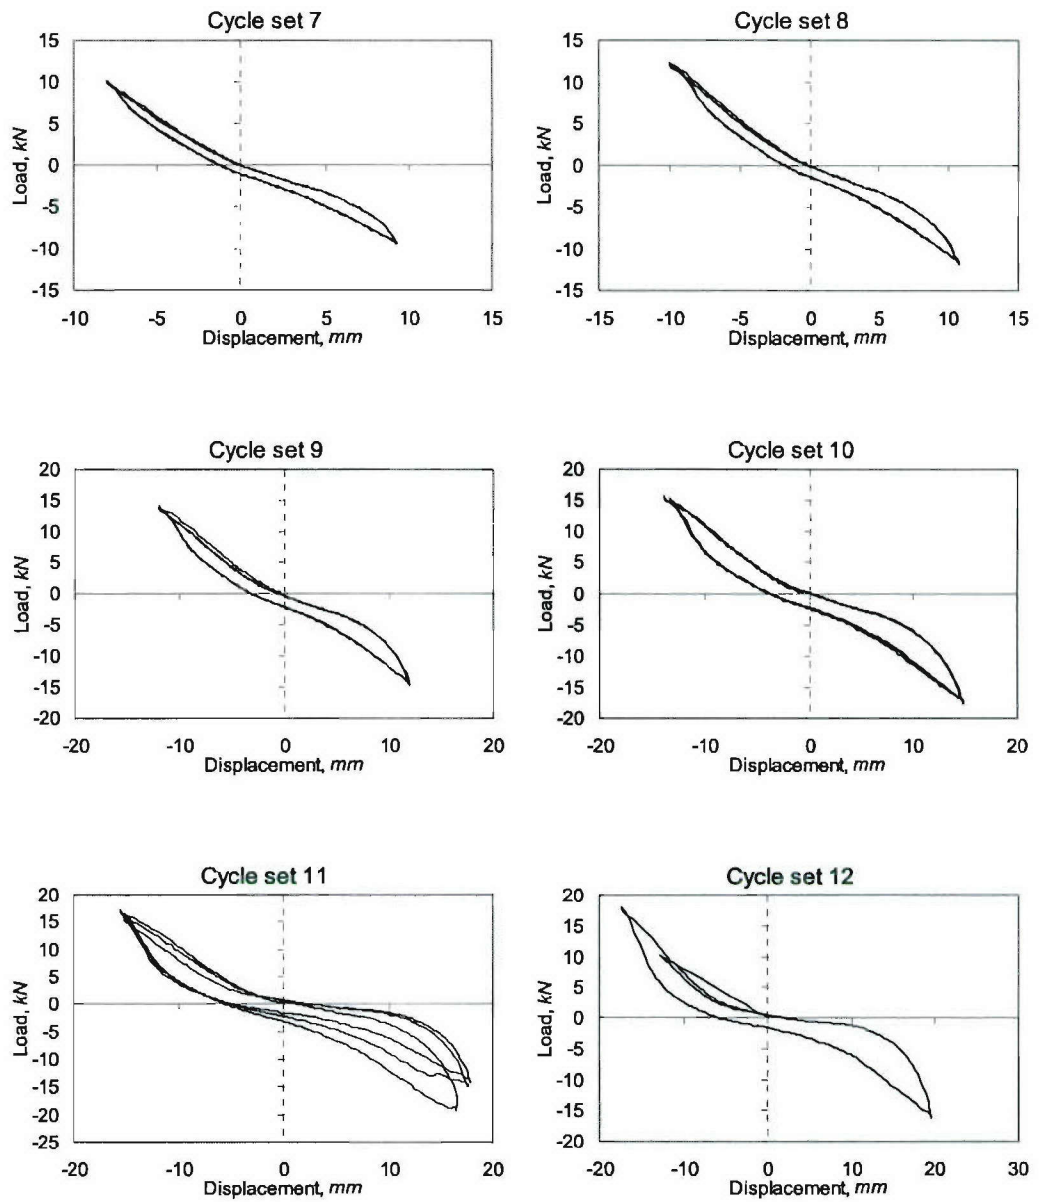 Cycle set 7
15
10
5
0
-5
-10
-15
Load, kN
-10 -5 0 5 10 15
Displacement, mm
Cycle set 8
15
10
5
0
-5
-10
-15
Load, kN
-15 -10 -5 0 5 10 15
Displacement, mm
Cycle set 9
20
15
10
5
0
-5
-10
-15
-20
Load, kN
-20 -10 0 10 20
Displacement, mm
Cycle set 10
20
15
10
5
0
-5
-10
-15
-20
Load, kN
-20 -10 0 10 20
Displacement, mm
Cycle set 11
20
15
10
5
0
-5
-10
-15
-20
-25
Load, kN
-20 -10 0 10 20
Displacement, mm
Cycle set 12
20
15
10
5
0
-5
-10
-15
-20
Load, kN
-20 -10 0 10 20 30
Displacement, mm